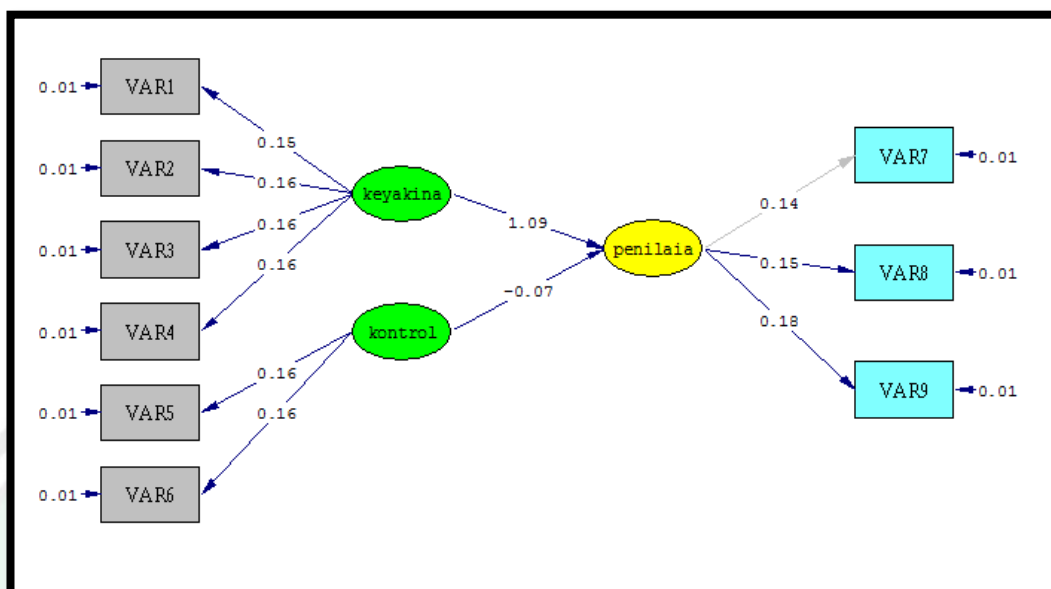 0.01 VAR1
0.01 VAR2
0.01 VAR3
0.01 VAR4
0.01 VAR5
0.01 VAR6
0.15
0.16
0.16
0.16
0.16
0.16
keyakina
kontrol
1.09
-0.07
penilaia
0.14
0.15
0.18
VAR7 0.01
VAR8 0.01
VAR9 0.01